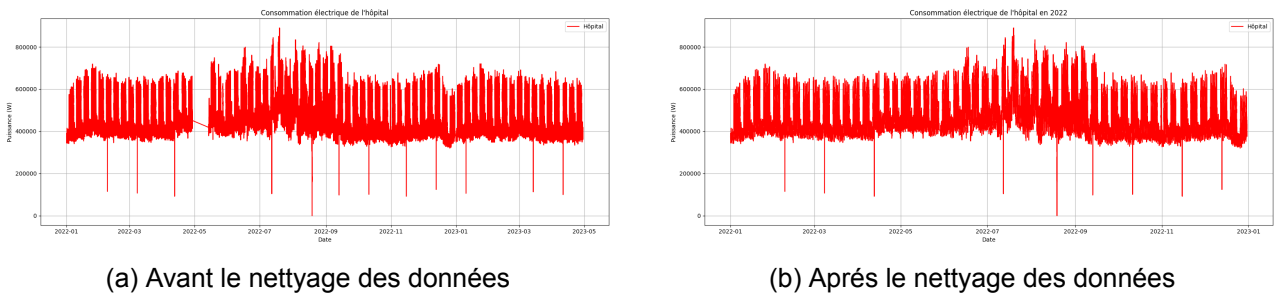 Consommation électrique de l'hôpital
Hôpital
800000
600000
400000
200000
0
Puissance (W)
2022-01
2022-03
2022-05
2022-07
2022-09
2022-11
2023-01
2023-03
2023-05
Date
(a) Avant le nettyage des données
Consommation électrique de l'hôpital en 2022
Hôpital
800000
600000
400000
200000
0
Puissance (W)
2022-01
2022-03
2022-05
2022-07
2022-09
2022-11
2023-01
Date
(b) Aprés le nettyage des données